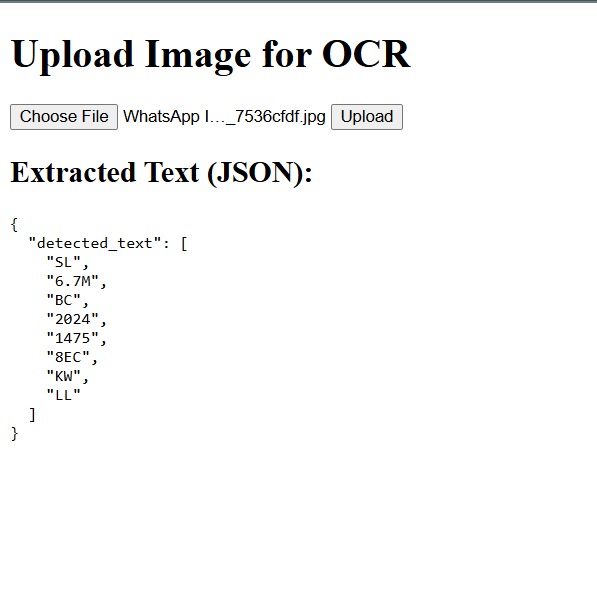 Upload Image for OCR
Choose File WhatsApp I..._7536cfdf.jpg Upload
Extracted Text (JSON):
{
  "detected_text": [
    "SL",
    "6.7M",
    "BC",
    "2024",
    "1475",
    "8EC",
    "KW",
    "LL"
  ]
}